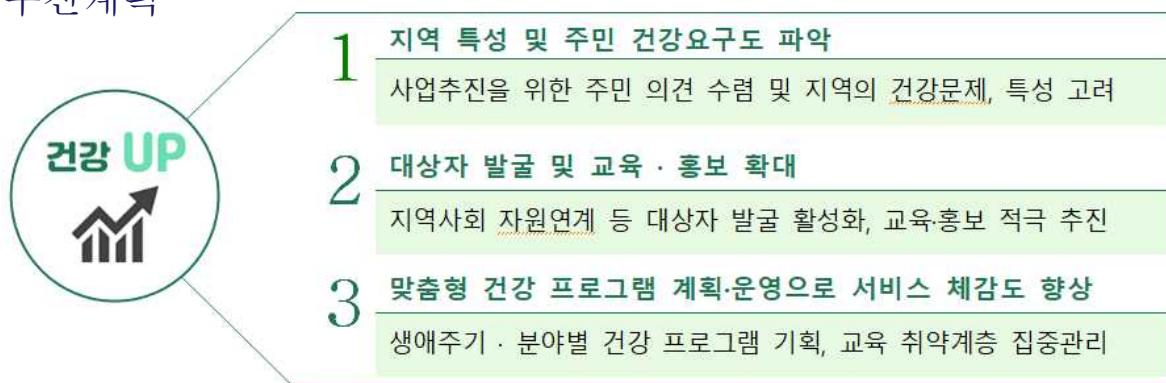 건강 UP
1 지역 특성 및 주민 건강요구도 파악
사업추진을 위한 주민 의견 수렴 및 지역의 건강문제, 특성 고려
2 대상자 발굴 및 교육 · 홍보 확대
지역사회 자원연계 등 대상자 발굴 활성화, 교육·홍보 적극 추진
3 맞춤형 건강 프로그램 계획·운영으로 서비스 체감도 향상
생애주기 · 분야별 건강 프로그램 기획, 교육 취약계층 집중관리